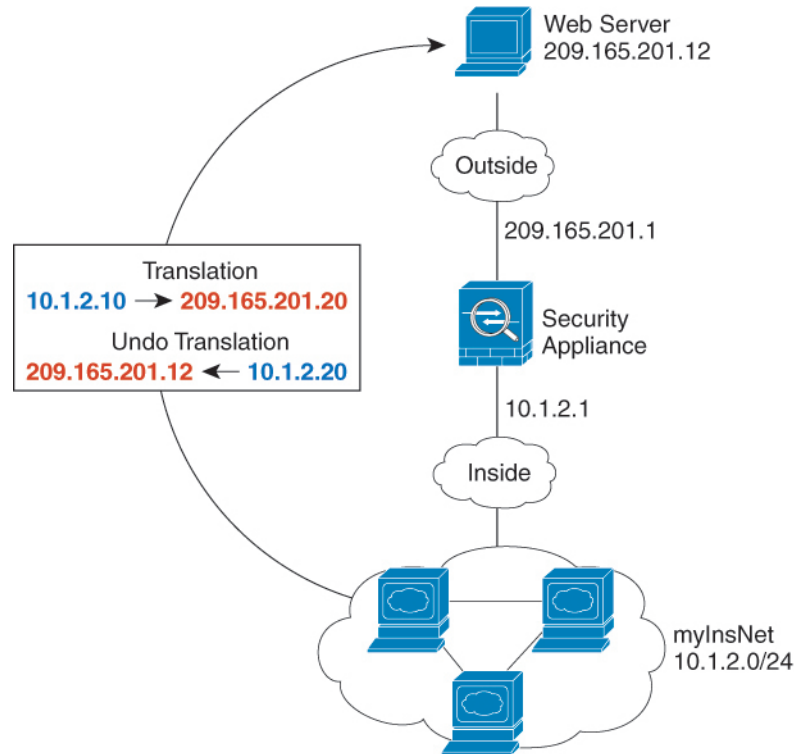 Web Server
209.165.201.12
Outside
209.165.201.1
Translation
10.1.2.10 → 209.165.201.20
Undo Translation
209.165.201.12 ← 10.1.2.20
Security
Appliance
10.1.2.1
Inside
myInsNet
10.1.2.0/24